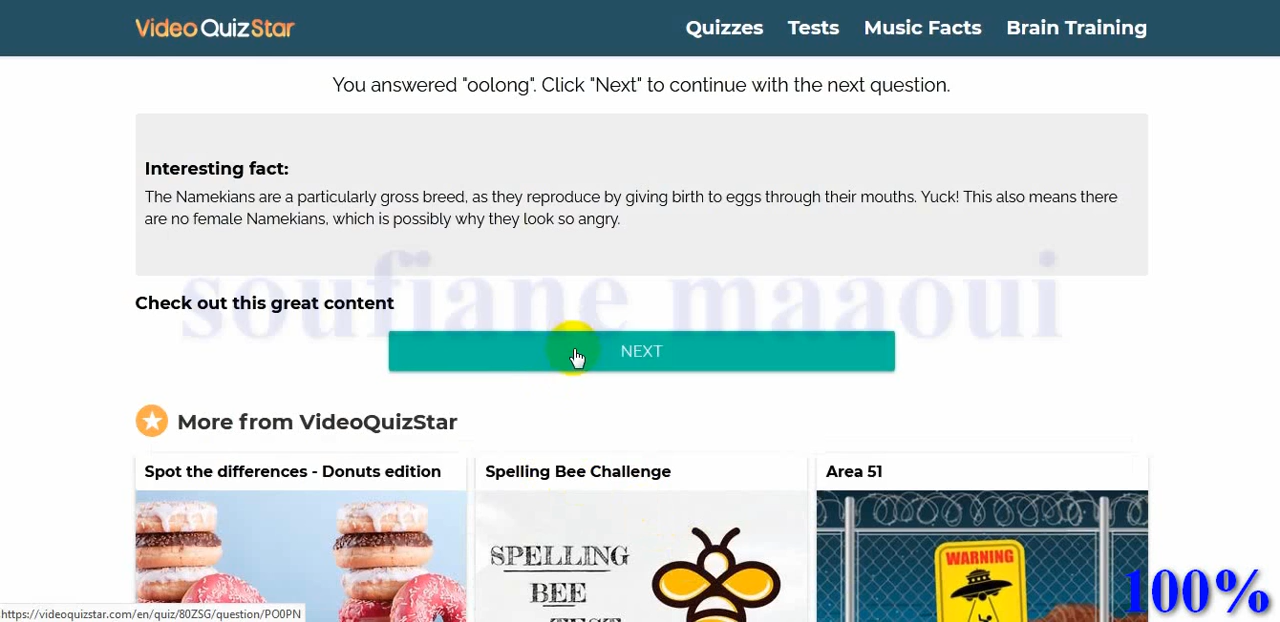 VideoQuizStar
Quizzes Tests Music Facts Brain Training
You answered "oolong". Click "Next" to continue with the next question.
Interesting fact:
The Namekians are a particularly gross breed, as they reproduce by giving birth to eggs through their mouths. Yuck! This also means there
are no female Namekians, which is possibly why they look so angry.
soufiane maaoui
Check out this great content
NEXT
More from VideoQuizStar
Spot the differences - Donuts edition
Spelling Bee Challenge
Area 51
SPELLING
BEE
TEST
WARNING
100%
https://videoquizstar.com/en/quiz/80ZSG/question/PO0PN